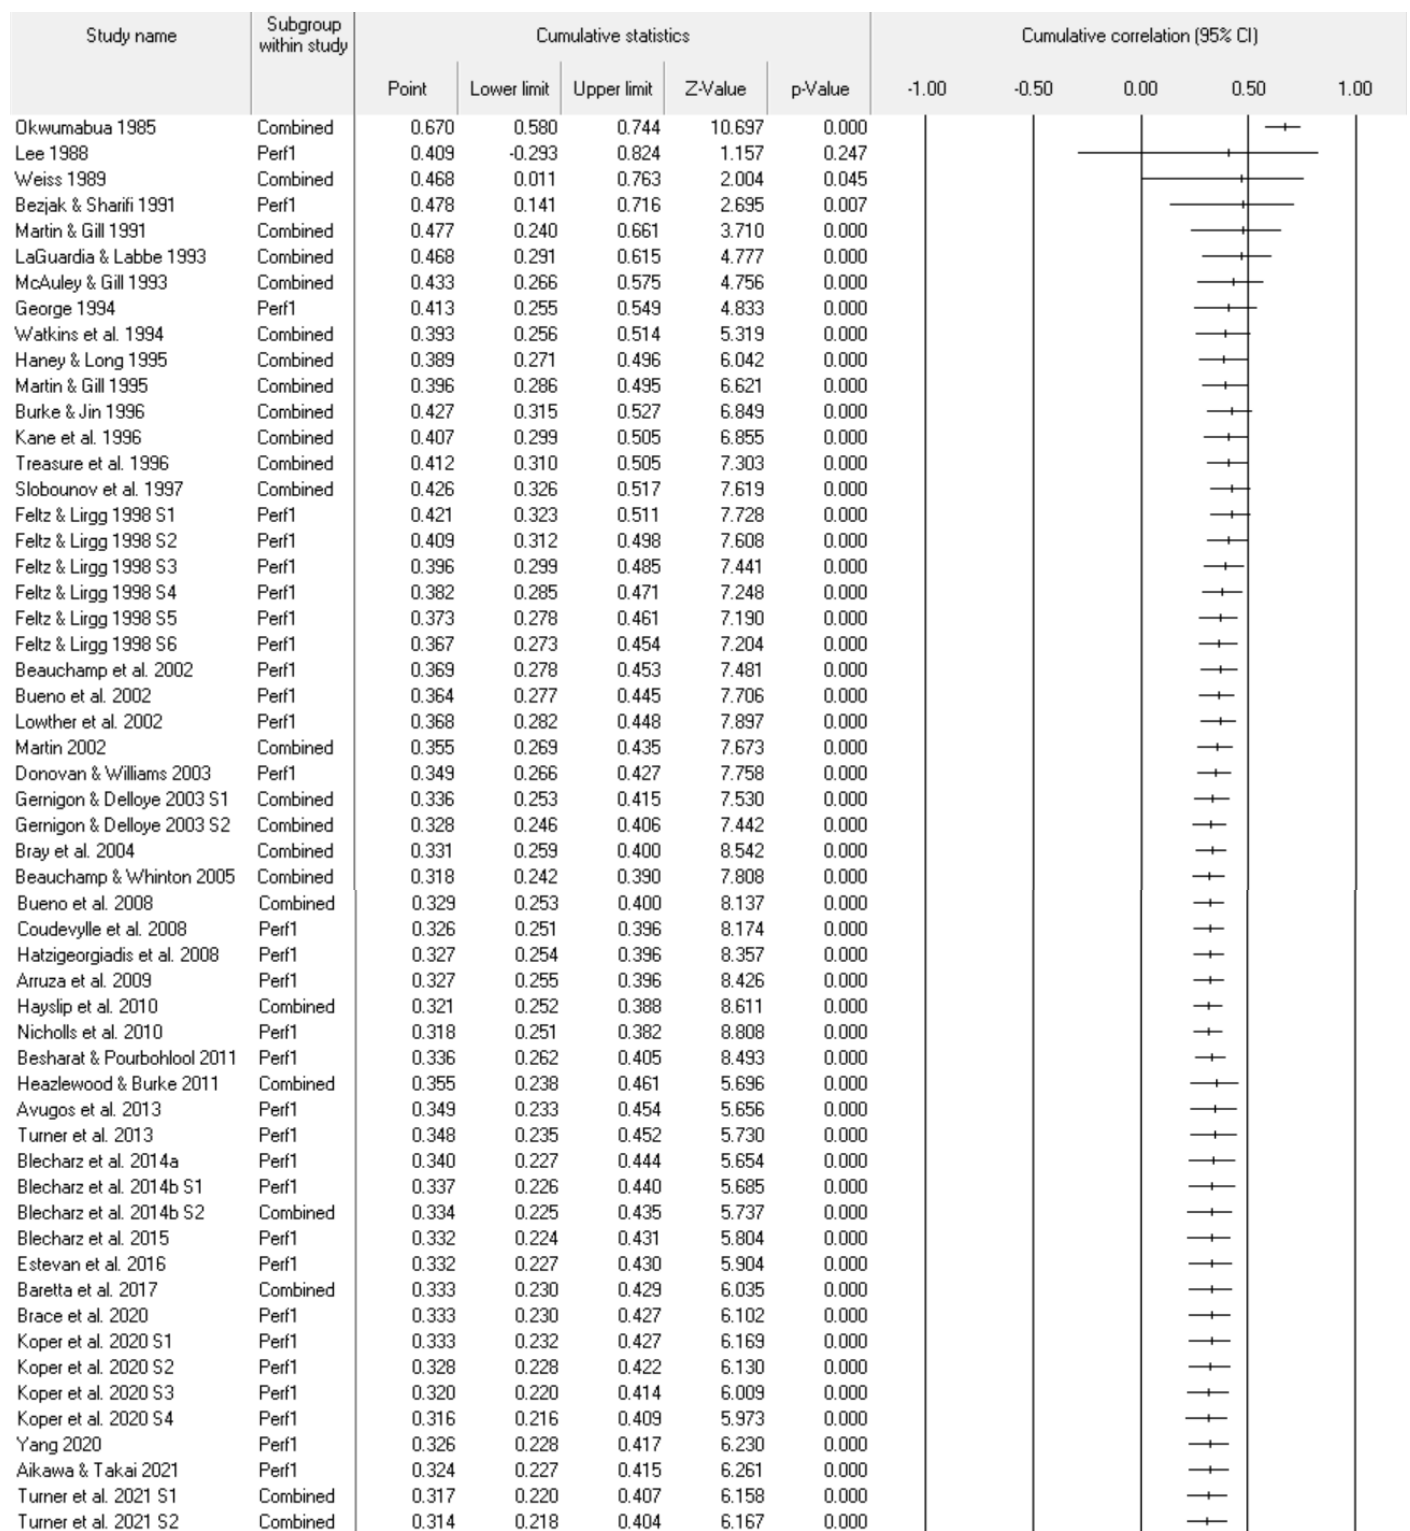 Study name Subgroup within study Cumulative statistics Cumulative correlation (95% CI)
Point Lower limit Upper limit Z-Value p-Value -1.00 -0.50 0.00 0.50 1.00
Okwumabua 1985 Combined 0.670 0.580 0.744 10.697 0.000
Lee 1988 Perf1 0.409 -0.293 0.824 1.157 0.247
Weiss 1989 Combined 0.468 0.011 0.763 2.004 0.045
Bezjak & Sharifi 1991 Perf1 0.478 0.141 0.716 2.695 0.007
Martin & Gill 1991 Combined 0.477 0.240 0.661 3.710 0.000
LaGuardia & Labbe 1993 Combined 0.468 0.291 0.615 4.777 0.000
McAuley & Gill 1993 Combined 0.433 0.266 0.575 4.756 0.000
George 1994 Perf1 0.413 0.255 0.549 4.833 0.000
Watkins et al. 1994 Combined 0.393 0.256 0.514 5.319 0.000
Haney & Long 1995 Combined 0.389 0.271 0.496 6.042 0.000
Martin & Gill 1995 Combined 0.396 0.286 0.495 6.621 0.000
Burke & Jin 1996 Combined 0.427 0.315 0.527 6.849 0.000
Kane et al. 1996 Combined 0.407 0.299 0.505 6.855 0.000
Treasure et al. 1996 Combined 0.412 0.310 0.505 7.303 0.000
Slobounov et al. 1997 Combined 0.426 0.326 0.517 7.619 0.000
Feltz & Lirgg 1998 S1 Perf1 0.421 0.323 0.511 7.728 0.000
Feltz & Lirgg 1998 S2 Perf1 0.409 0.312 0.498 7.608 0.000
Feltz & Lirgg 1998 S3 Perf1 0.396 0.299 0.485 7.441 0.000
Feltz & Lirgg 1998 S4 Perf1 0.382 0.285 0.471 7.248 0.000
Feltz & Lirgg 1998 S5 Perf1 0.373 0.278 0.461 7.190 0.000
Feltz & Lirgg 1998 S6 Perf1 0.367 0.273 0.454 7.204 0.000
Beauchamp et al. 2002 Perf1 0.369 0.278 0.453 7.481 0.000
Bueno et al. 2002 Perf1 0.364 0.277 0.445 7.706 0.000
Lowther et al. 2002 Perf1 0.368 0.282 0.448 7.897 0.000
Martin 2002 Combined 0.355 0.269 0.435 7.673 0.000
Donovan & Williams 2003 Perf1 0.349 0.266 0.427 7.758 0.000
Gernigon & Delloye 2003 S1 Combined 0.336 0.253 0.415 7.530 0.000
Gernigon & Delloye 2003 S2 Combined 0.328 0.246 0.406 7.442 0.000
Bray et al. 2004 Combined 0.331 0.259 0.400 8.542 0.000
Beauchamp & Whinton 2005 Combined 0.318 0.242 0.390 7.808 0.000
Bueno et al. 2008 Combined 0.329 0.253 0.400 8.137 0.000
Coudevylle et al. 2008 Perf1 0.326 0.251 0.396 8.174 0.000
Hatzigeorgiadis et al. 2008 Perf1 0.327 0.254 0.396 8.357 0.000
Arruza et al. 2009 Perf1 0.327 0.255 0.396 8.426 0.000
Hayslip et al. 2010 Combined 0.321 0.252 0.388 8.611 0.000
Nicholls et al. 2010 Perf1 0.318 0.251 0.382 8.808 0.000
Besharat & Pourbohlool 2011 Perf1 0.336 0.262 0.405 8.493 0.000
Heazlewood & Burke 2011 Combined 0.355 0.238 0.461 5.696 0.000
Avugos et al. 2013 Perf1 0.349 0.233 0.454 5.656 0.000
Turner et al. 2013 Perf1 0.348 0.235 0.452 5.730 0.000
Blecharz et al. 2014a Perf1 0.340 0.227 0.444 5.654 0.000
Blecharz et al. 2014b S1 Perf1 0.337 0.226 0.440 5.685 0.000
Blecharz et al. 2014b S2 Combined 0.334 0.225 0.435 5.737 0.000
Blecharz et al. 2015 Perf1 0.332 0.224 0.431 5.804 0.000
Estevan et al. 2016 Perf1 0.332 0.227 0.430 5.904 0.000
Baretta et al. 2017 Combined 0.333 0.230 0.429 6.035 0.000
Brace et al. 2020 Perf1 0.333 0.230 0.427 6.102 0.000
Koper et al. 2020 S1 Perf1 0.333 0.232 0.427 6.169 0.000
Koper et al. 2020 S2 Perf1 0.328 0.228 0.422 6.130 0.000
Koper et al. 2020 S3 Perf1 0.320 0.220 0.414 6.009 0.000
Koper et al. 2020 S4 Perf1 0.316 0.216 0.409 5.973 0.000
Yang 2020 Perf1 0.326 0.228 0.417 6.230 0.000
Aikawa & Takai 2021 Perf1 0.324 0.227 0.415 6.261 0.000
Turner et al. 2021 S1 Combined 0.317 0.220 0.407 6.158 0.000
Turner et al. 2021 S2 Combined 0.314 0.218 0.404 6.167 0.000